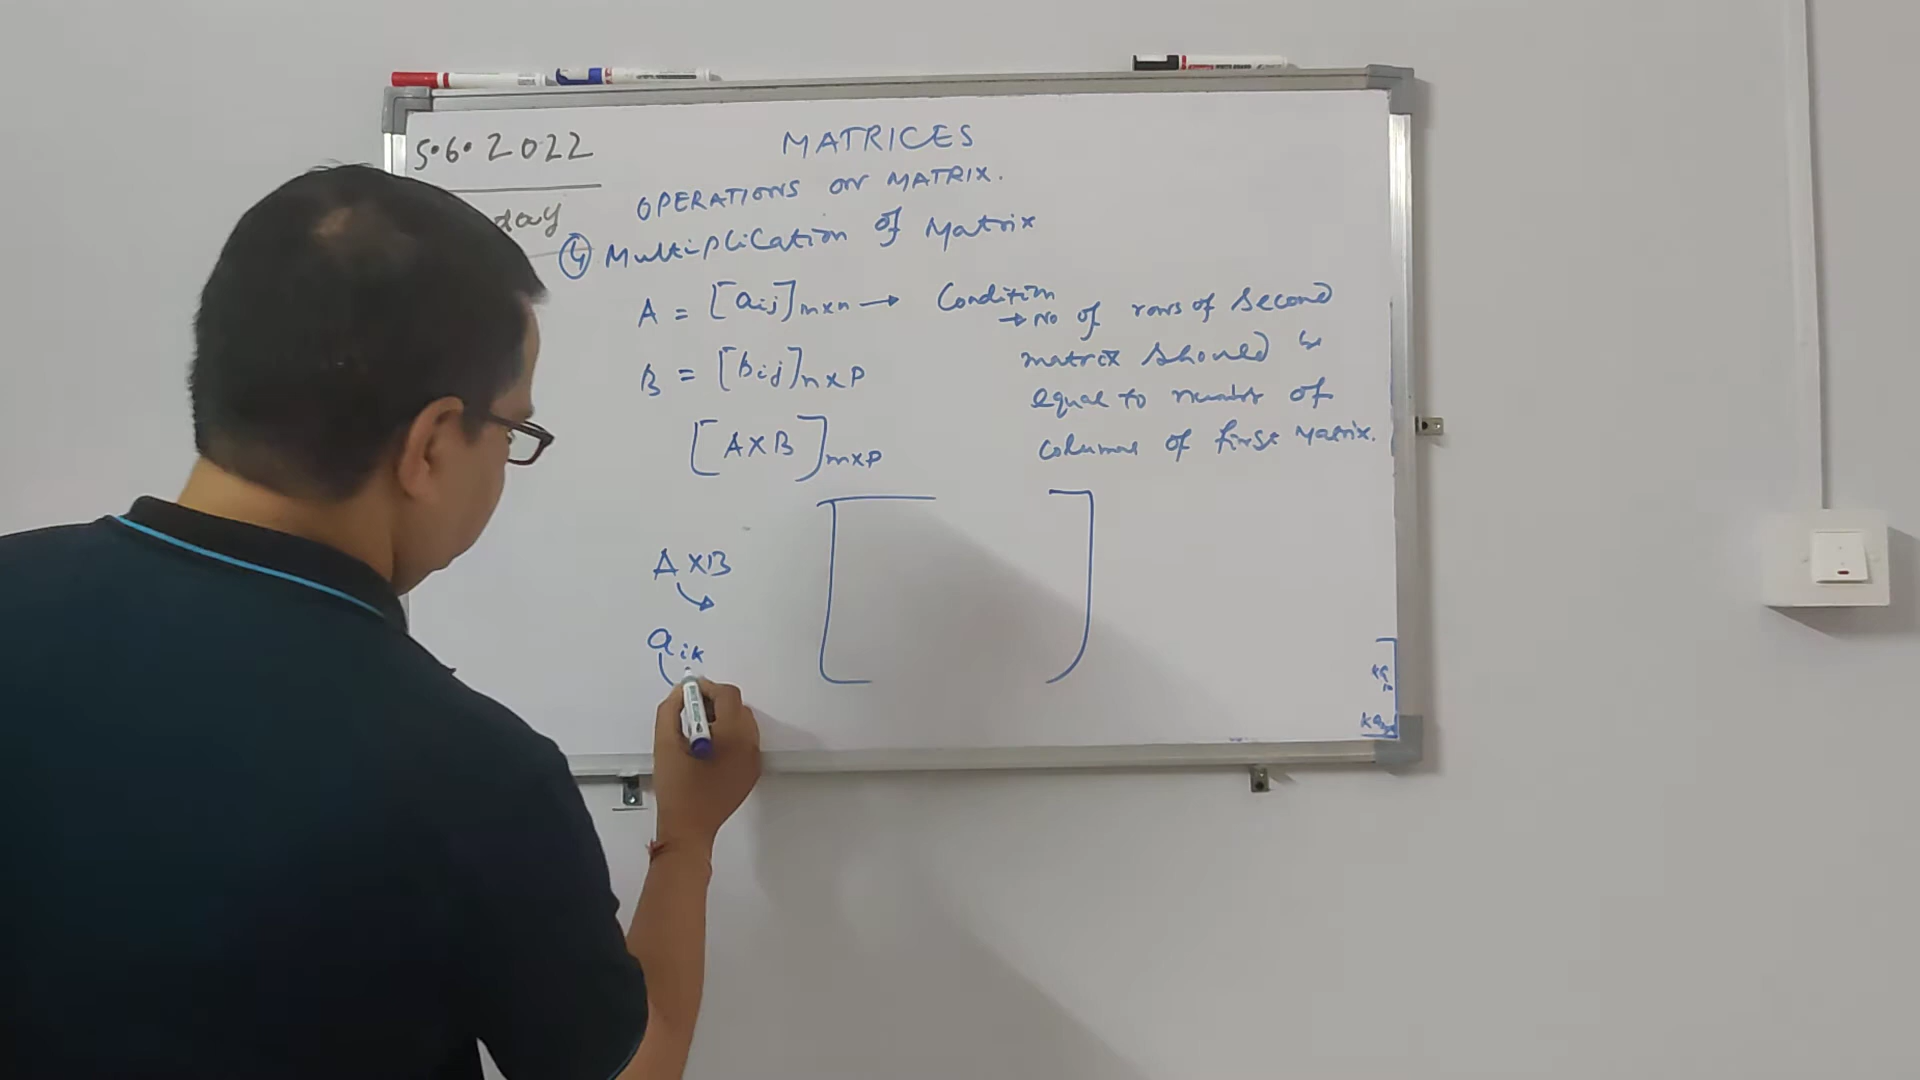 5.6.2022
MATRICES
OPERATIONS ON MATRIX.
④ Multiplication of Matrix
A = [aij]m×n → Condition
→ No of rows of Second
matrix should be
equal to number of
columns of first Matrix.
B = [bij]n×p
[A×B]m×p
A×B
aik